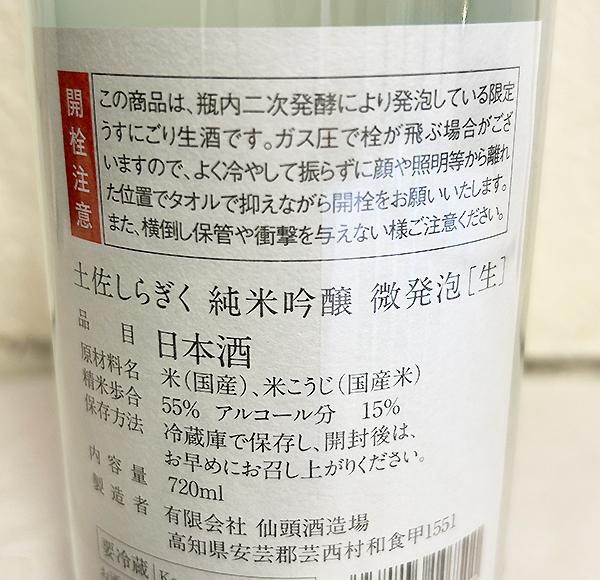 開栓注意
この商品は、瓶内二次発酵により発泡している限定
うすにごり生酒です。ガス圧で栓が飛ぶ場合がござ
いますので、よく冷やして振らずに顔や照明等から離れ
た位置でタオルで抑えながら開栓をお願いいたします。
また、横倒し保管や衝撃を与えない様ご注意ください。
土佐しらぎく 純米吟醸 微発泡[生]
品目 日本酒
原材料名 米(国産)、米こうじ(国産米)
精米歩合 55% アルコール分 15%
保存方法 冷蔵庫で保存し、開封後は、
お早めにお召し上がりください。
内容量 720ml
製造者 有限会社 仙頭酒造場
高知県安芸郡芸西村和食甲1551
要冷蔵